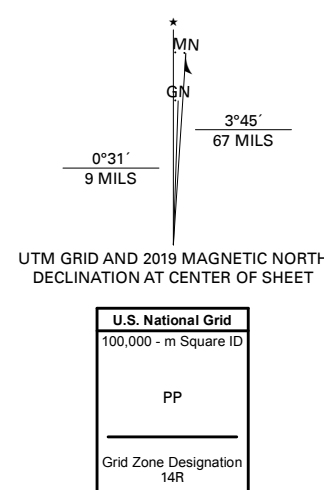 ★
MN
GN
3°45´
67 MILS
0°31´
9 MILS
UTM GRID AND 2019 MAGNETIC NORTH
DECLINATION AT CENTER OF SHEET
U.S. National Grid
100,000 - m Square ID
PP
Grid Zone Designation
14R